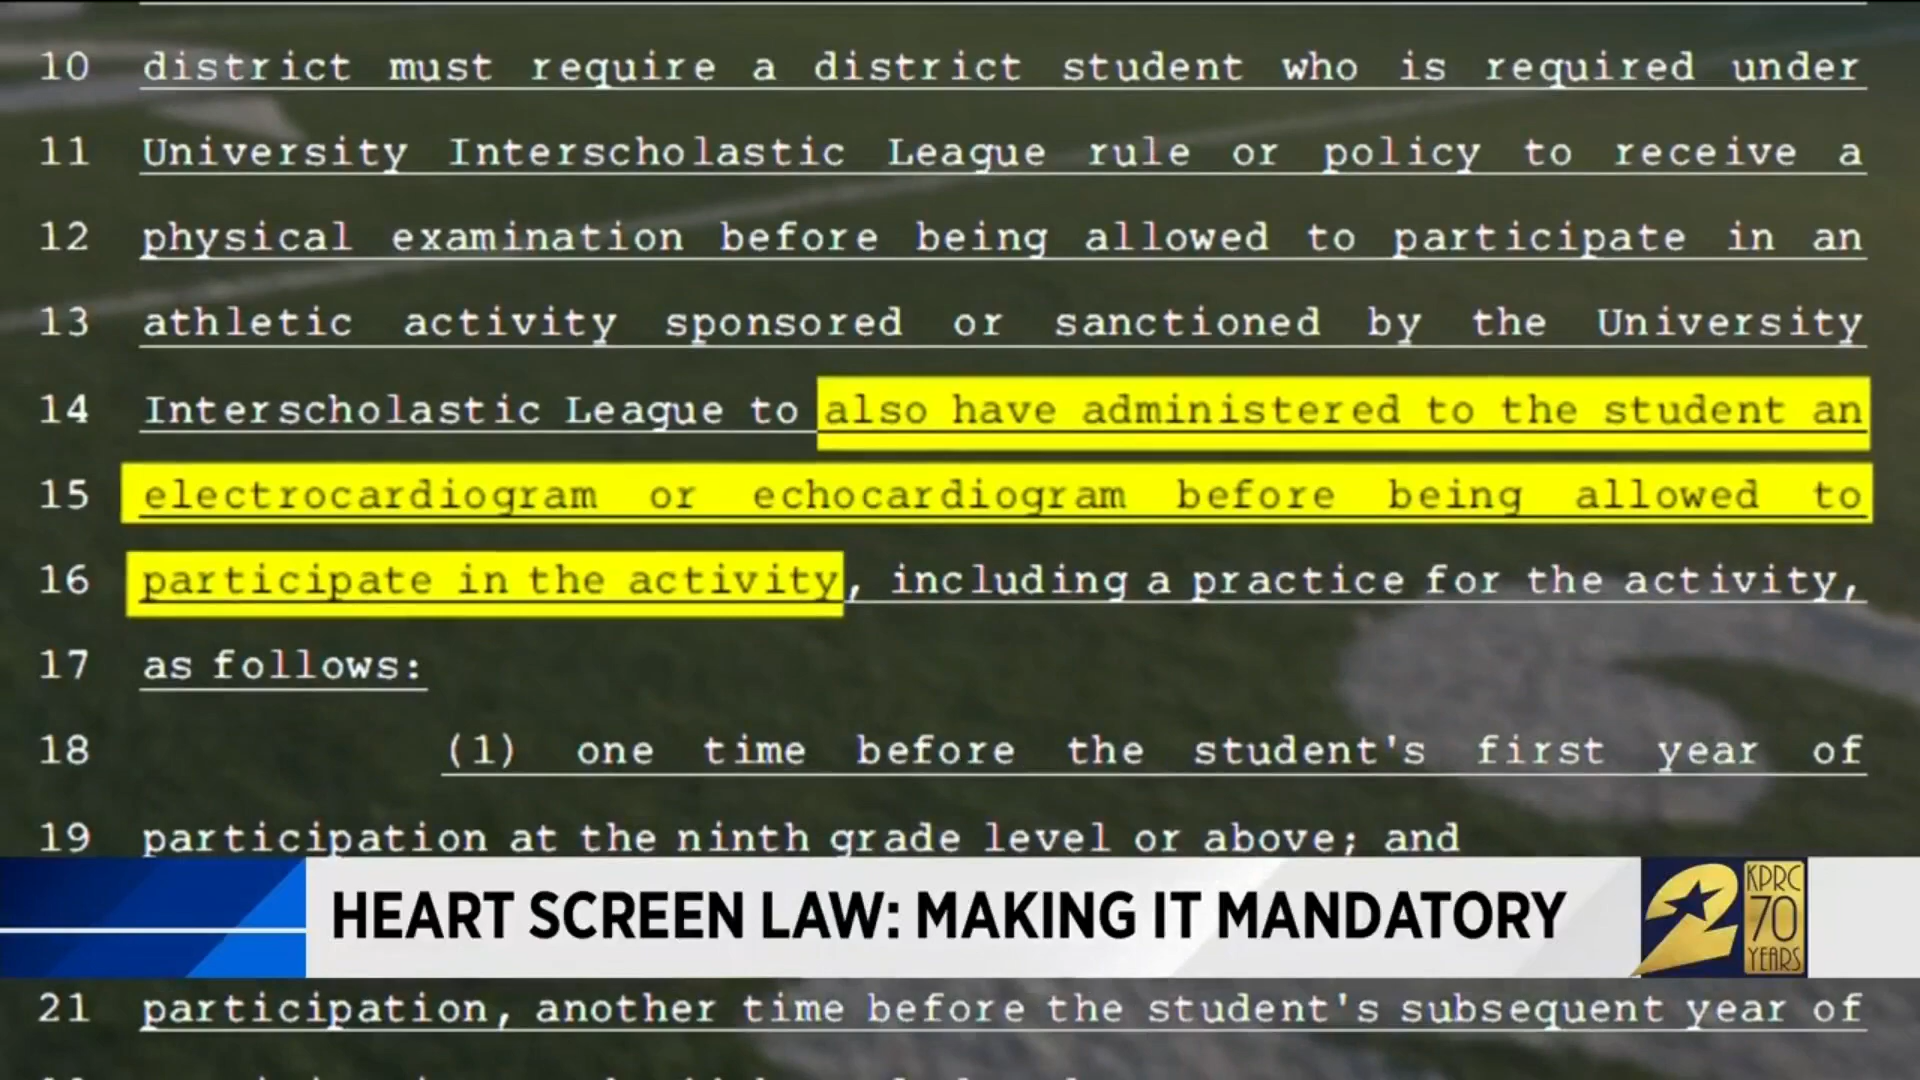 10 district must require a district student who is required under
11 University Interscholastic League rule or policy to receive a
12 physical examination before being allowed to participate in an
13 athletic activity sponsored or sanctioned by the University
14 Interscholastic League to also have administered to the student an
15 electrocardiogram or echocardiogram before being allowed to
16 participate in the activity, including a practice for the activity,
17 as follows:
18 (1) one time before the student's first year of
19 participation at the ninth grade level or above; and
HEART SCREEN LAW: MAKING IT MANDATORY
2 KPRC
70
YEARS
21 participation, another time before the student's subsequent year of